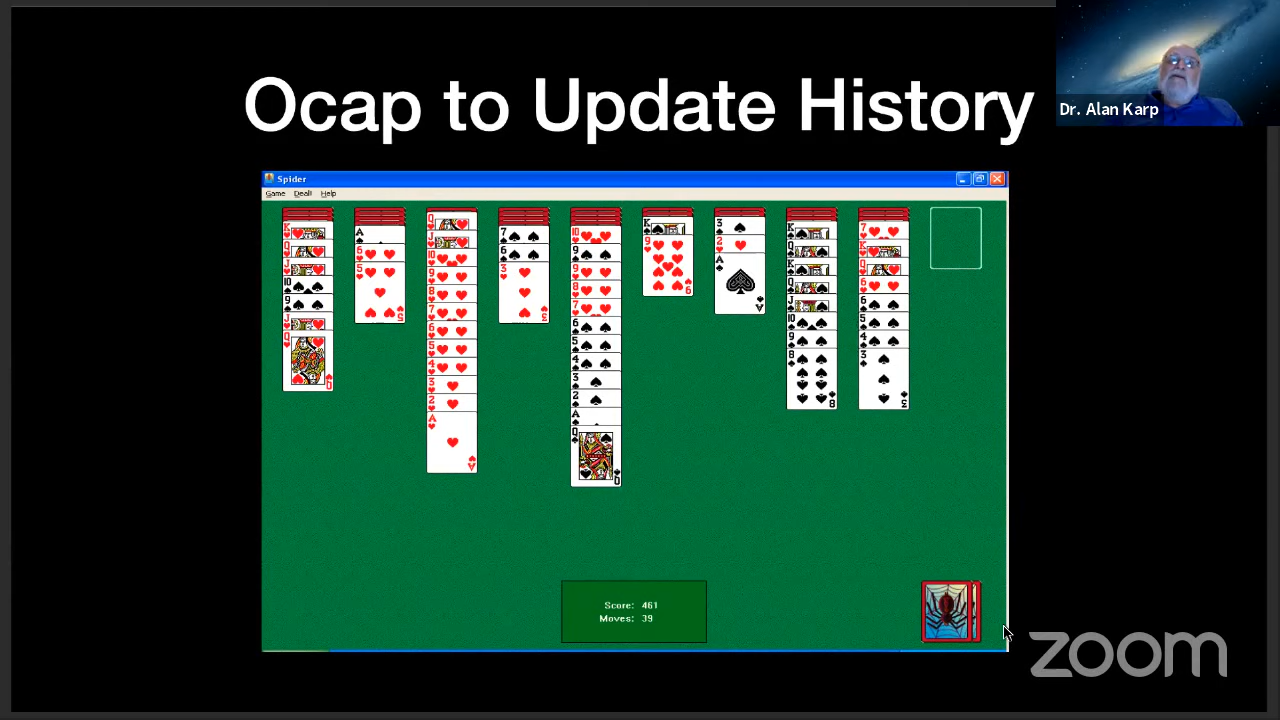 Ocap to Update History
Dr. Alan Karp
Spider
Game Deal! Help
Score: 461
Moves: 39
zoom